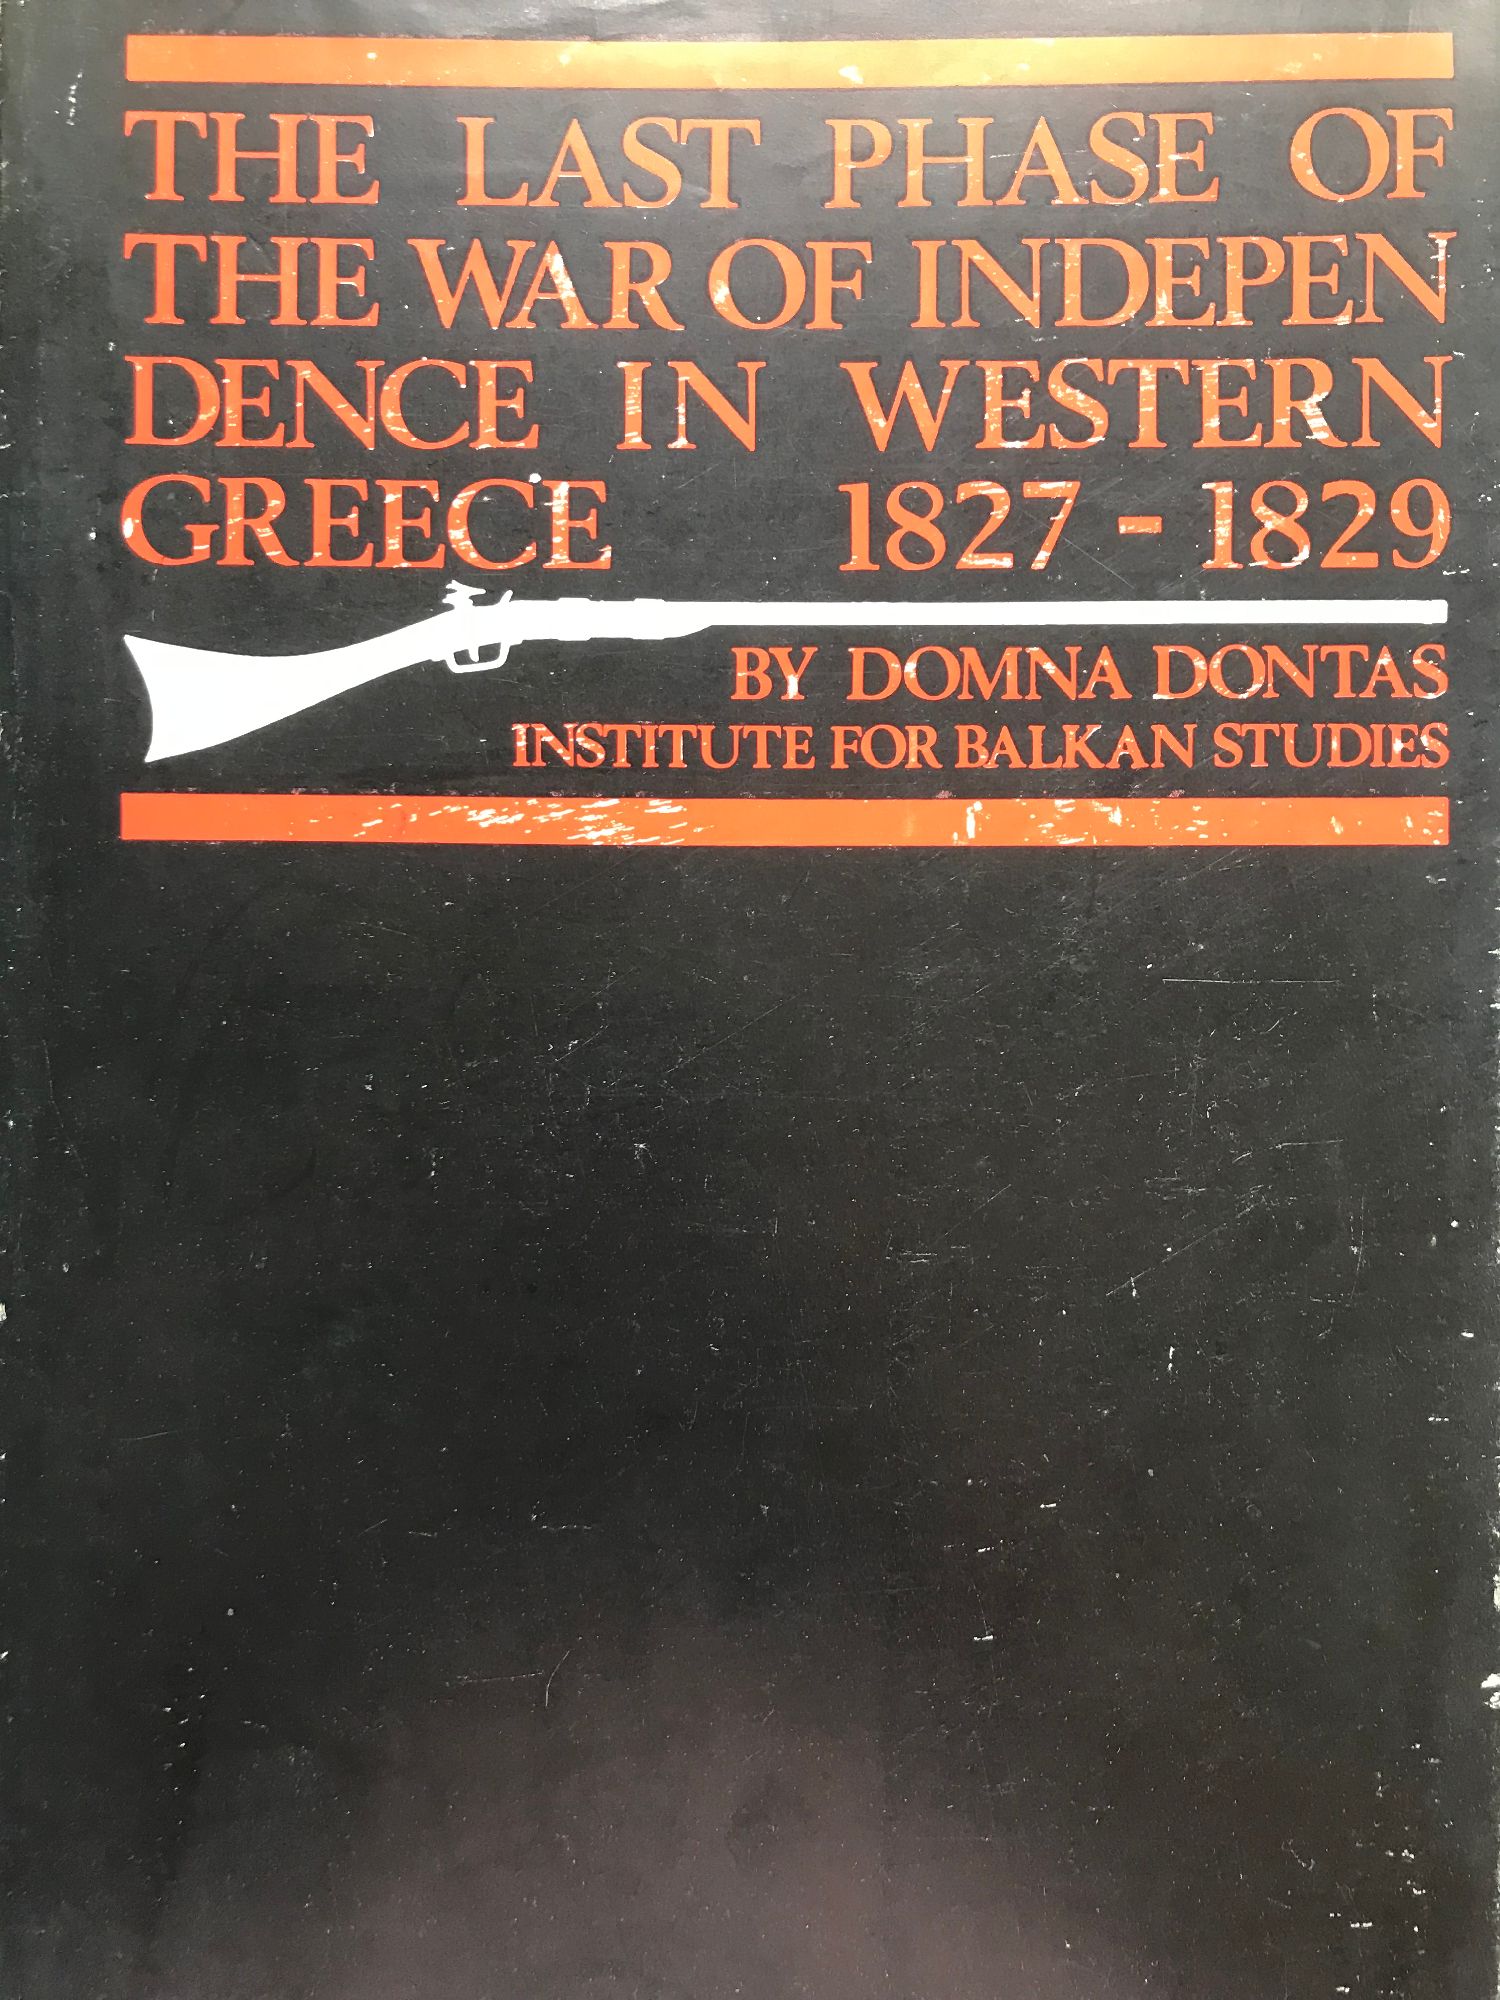 THE LAST PHASE OF
THE WAR OF INDEPEN
DENCE IN WESTERN
GREECE 1827 - 1829
BY DOMNA DONTAS
INSTITUTE FOR BALKAN STUDIES